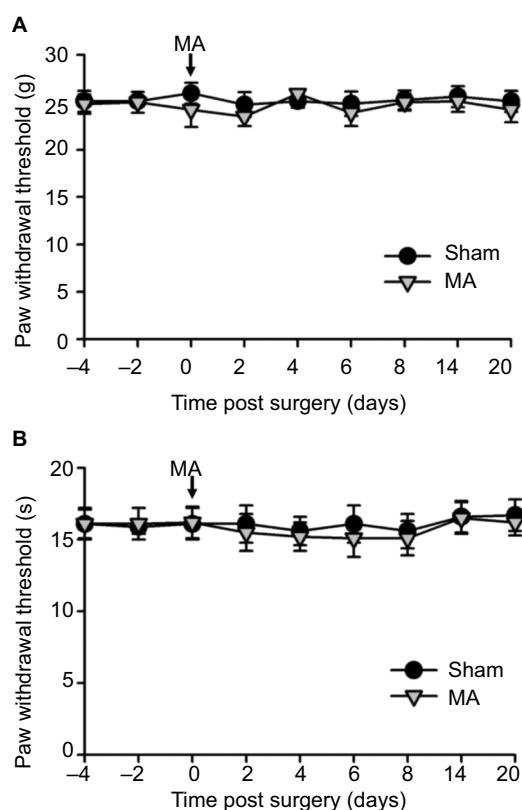 A
MA
Paw withdrawal threshold (g)
30
25
20
15
10
5
0
Sham
MA
–4 –2 0 2 4 6 8 14 20
Time post surgery (days)
B
MA
Paw withdrawal threshold (s)
20
15
10
5
0
Sham
MA
–4 –2 0 2 4 6 8 14 20
Time post surgery (days)